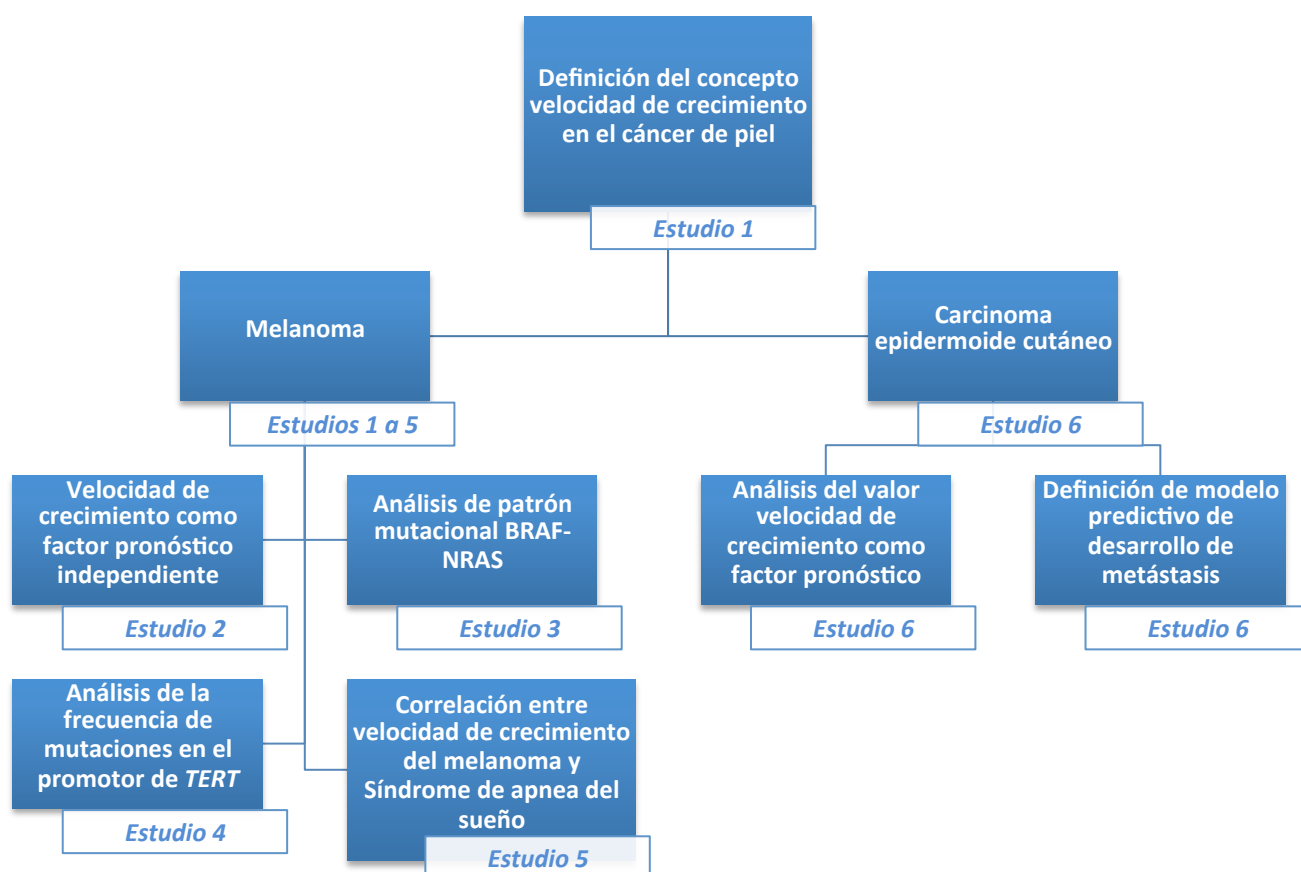 Definición del concepto
velocidad de crecimiento
en el cáncer de piel
Estudio 1
Melanoma
Estudios 1 a 5
Carcinoma
epidermoide cutáneo
Estudio 6
Velocidad de
crecimiento como
factor pronóstico
independiente
Estudio 2
Análisis de patrón
mutacional BRAF-
NRAS
Estudio 3
Análisis del valor
velocidad de
crecimiento como
factor pronóstico
Estudio 6
Definición de modelo
predictivo de
desarrollo de
metástasis
Estudio 6
Análisis de la
frecuencia de
mutaciones en el
promotor de TERT
Estudio 4
Correlación entre
velocidad de crecimiento
del melanoma y
Síndrome de apnea del
sueño
Estudio 5